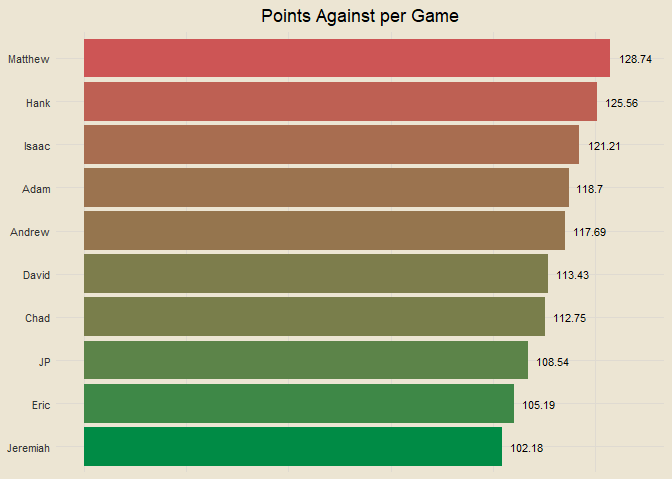 Points Against per Game
Matthew 128.74
Hank 125.56
Isaac 121.21
Adam 118.7
Andrew 117.69
David 113.43
Chad 112.75
JP 108.54
Eric 105.19
Jeremiah 102.18